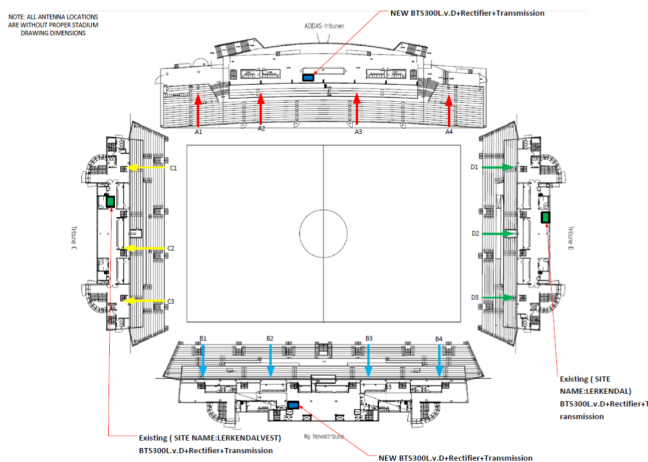 NOTE: ALL ANTENNA LOCATIONS
ARE WITHOUT PROPER STADIUM
DRAWING DIMENSIONS
NEW BTS300L.v.D+Rectifier+Transmission
ADIDAS-tribunen
A1
A2
A3
A4
C1
D1
Tribune C
C2
D2
Tribune D
C3
D3
B1
B2
B3
B4
Existing ( SITE
NAME:LERKENDAL)
BTS300L.v.D+Rectifier+T
ransmission
Existing ( SITE NAME:LERKENDALVEST)
BTS300L.v.D+Rectifier+Transmission
Ny hovedtribune
NEW BTS300L.v.D+Rectifier+Transmission